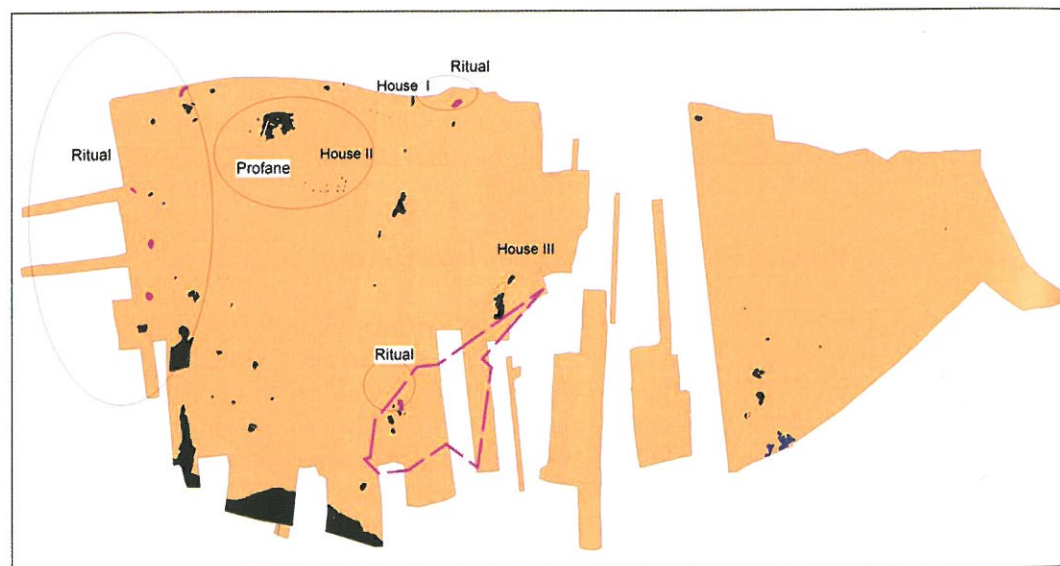 Ritual
House I
Ritual
Profane
House II
House III
Ritual